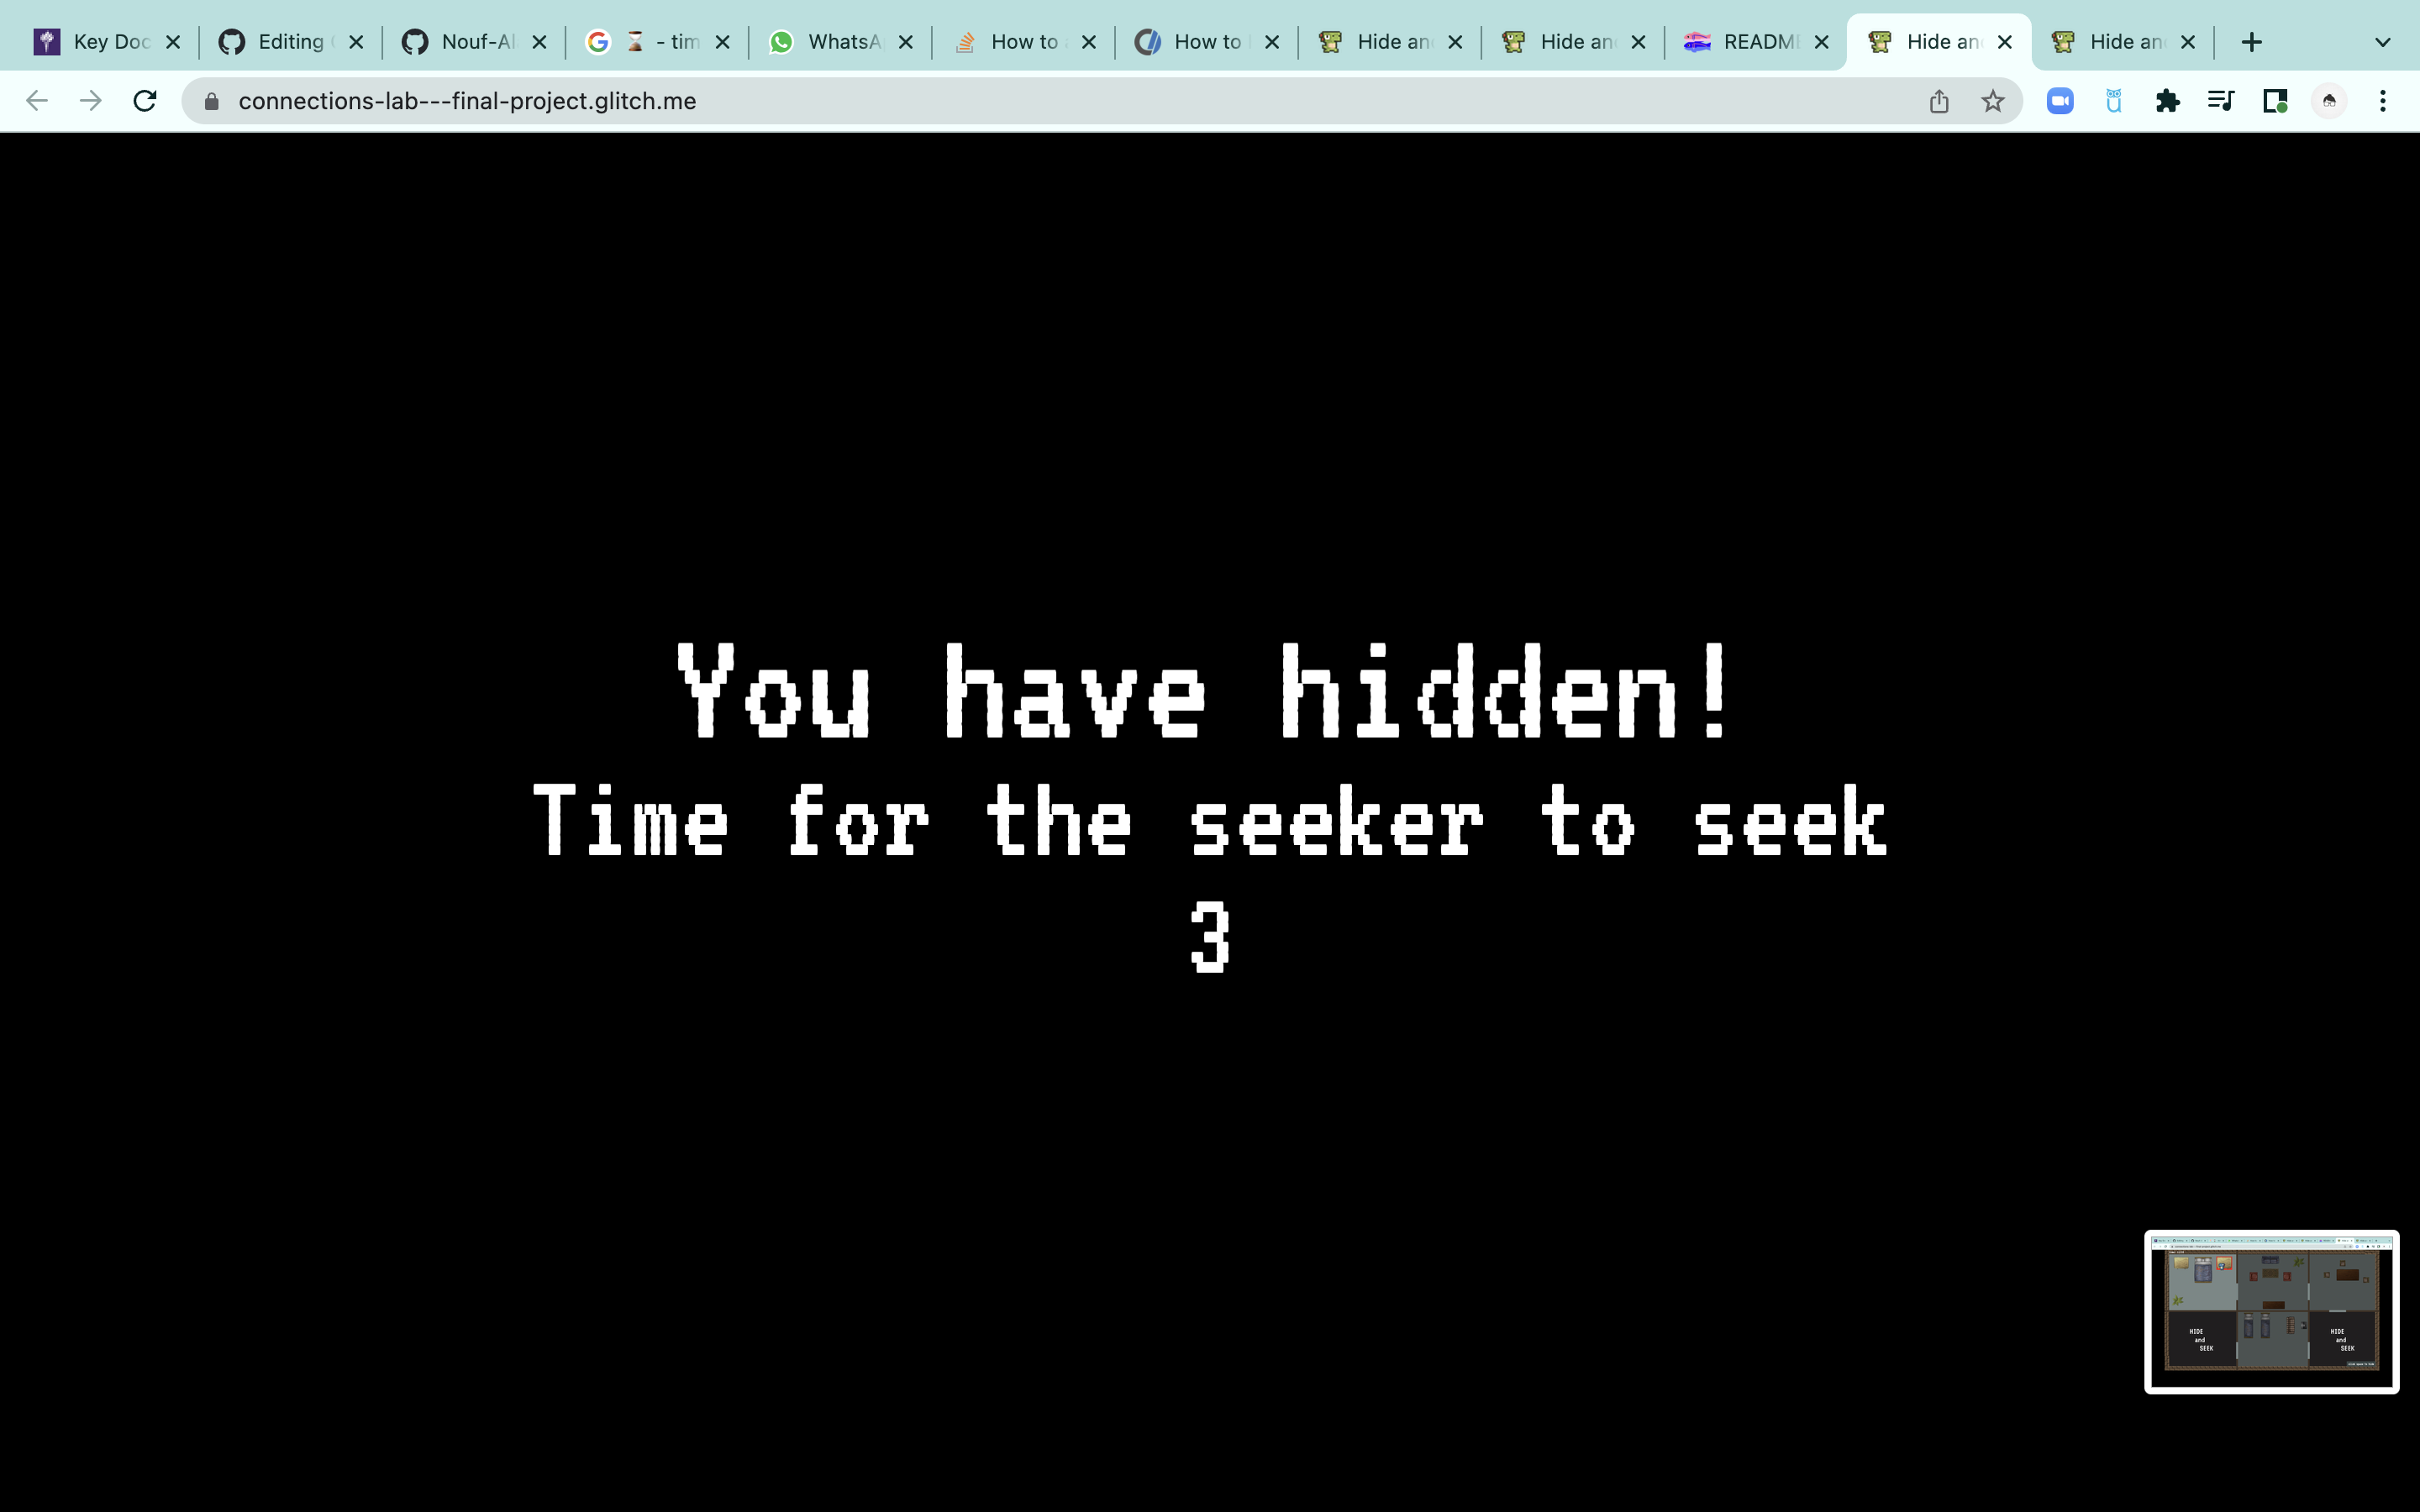 Key Doc
Editing
Nouf-Al
- tim
WhatsA
How to
How to
Hide an
Hide an
README
Hide an
Hide an
connections-lab---final-project.glitch.me
You have hidden!
Time for the seeker to seek
3
HIDE
and
SEEK
HIDE
and
SEEK